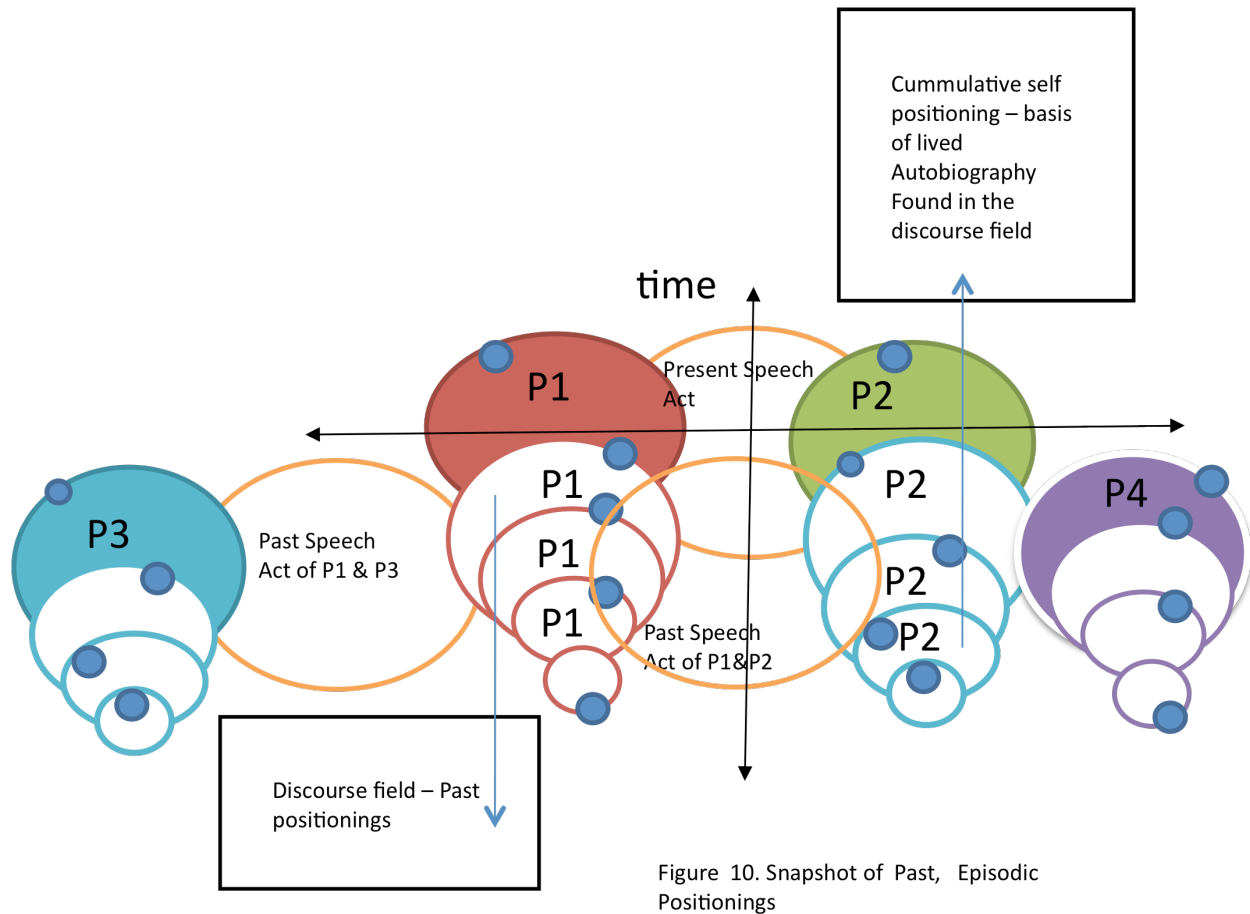 Cummulative self
positioning – basis
of lived
Autobiography
Found in the
discourse field
time
Present Speech
Act
P1
P2
P1
P2
P4
P3
Past Speech
Act of P1 & P3
P1
P2
P1
P2
Past Speech
Act of P1&P2
Discourse field – Past
positionings
Figure 10. Snapshot of Past, Episodic
Positionings